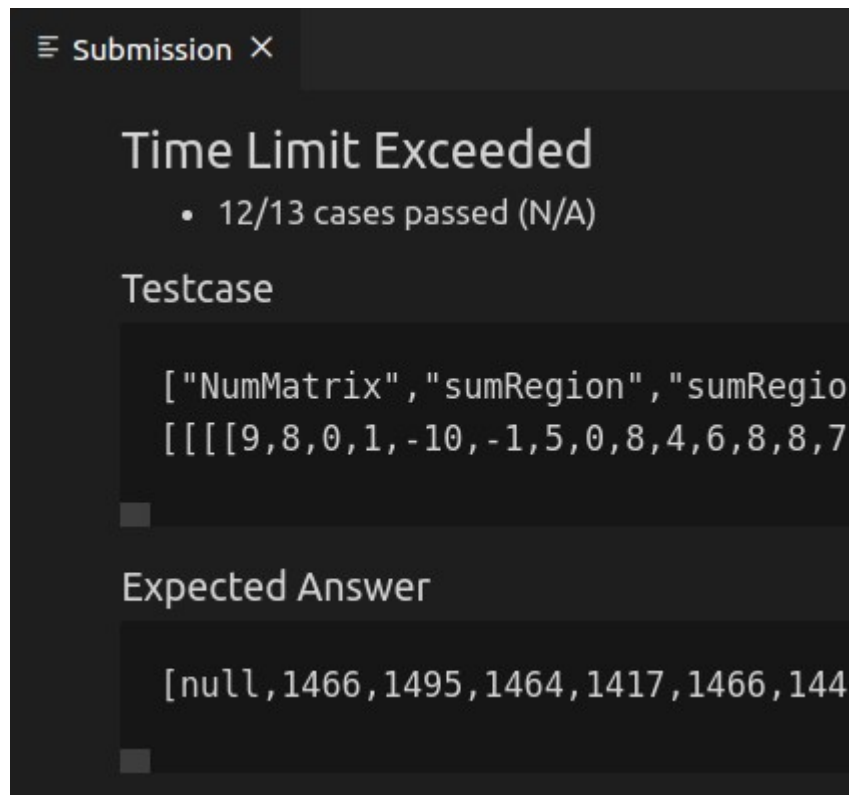 Submission ×
Time Limit Exceeded
• 12/13 cases passed (N/A)
Testcase
["NumMatrix","sumRegion","sumRegio
[[[[9,8,0,1,-10,-1,5,0,8,4,6,8,8,7
Expected Answer
[null,1466,1495,1464,1417,1466,144